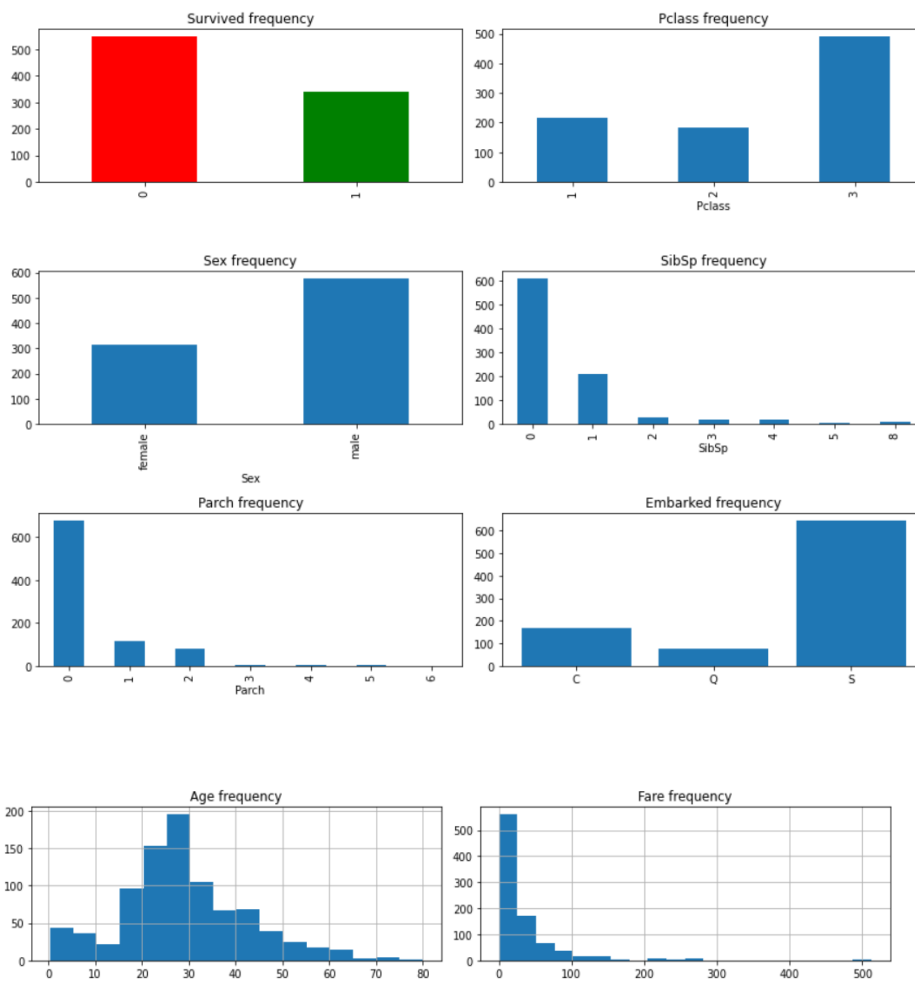 Survived frequency
500
400
300
200
100
0
0 1
Pclass frequency
500
400
300
200
100
0
1 2 3
Pclass
Sex frequency
600
500
400
300
200
100
0
female male
Sex
SibSp frequency
600
500
400
300
200
100
0
0 1 2 3 4 5 8
SibSp
Parch frequency
600
400
200
0
0 1 2 3 4 5 6
Parch
Embarked frequency
600
500
400
300
200
100
0
C Q S
Age frequency
200
150
100
50
0
0 10 20 30 40 50 60 70 80
Fare frequency
500
400
300
200
100
0
0 100 200 300 400 500